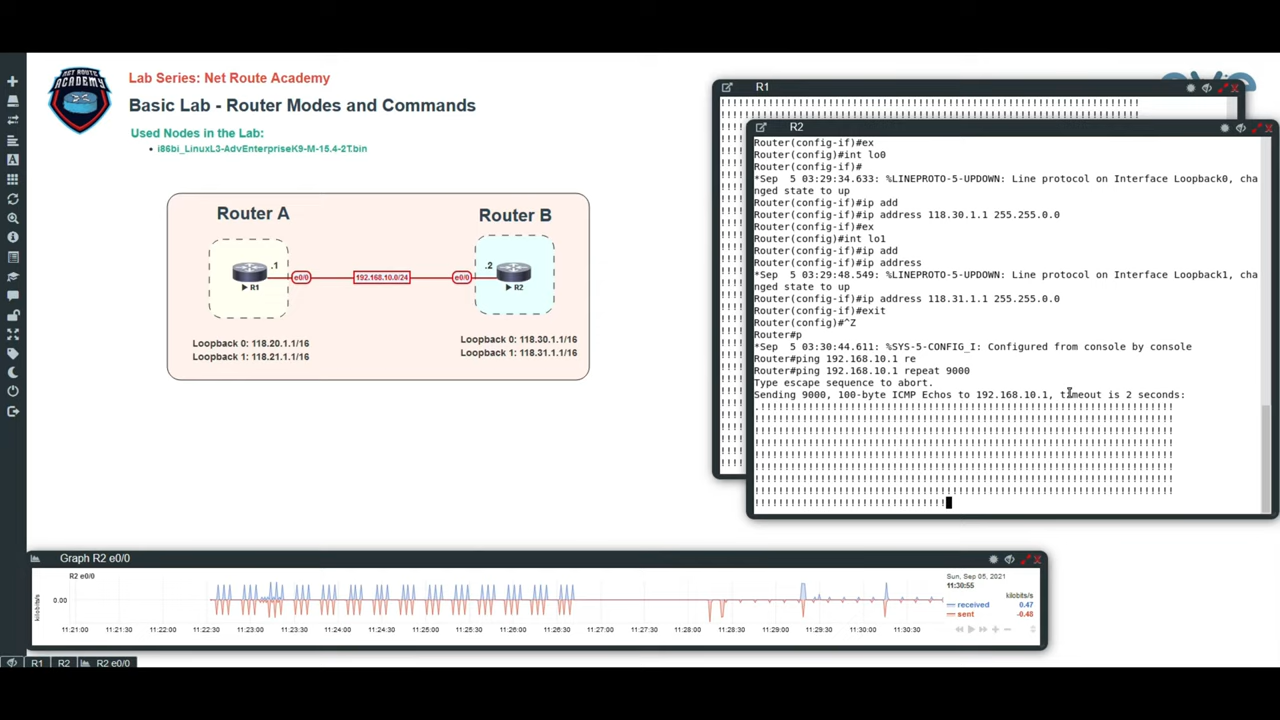 NET ROUTE
ACADEMY
Lab Series: Net Route Academy
Basic Lab - Router Modes and Commands
Used Nodes in the Lab:
• i86bi_LinuxL3-AdvEnterpriseK9-M-15.4-2T.bin
Router A
Router B
.1
e0/0
192.168.10.0/24
e0/0
.2
R1
R2
Loopback 0: 118.20.1.1/16
Loopback 1: 118.21.1.1/16
Loopback 0: 118.30.1.1/16
Loopback 1: 118.31.1.1/16
R1
R2
Router(config-if)#ex
Router(config)#int lo0
Router(config-if)#
*Sep  5 03:29:34.633: %LINEPROTO-5-UPDOWN: Line protocol on Interface Loopback0, cha
nged state to up
Router(config-if)#ip add
Router(config-if)#ip address 118.30.1.1 255.255.0.0
Router(config-if)#ex
Router(config)#int lo1
Router(config-if)#ip add
Router(config-if)#ip address
*Sep  5 03:29:48.549: %LINEPROTO-5-UPDOWN: Line protocol on Interface Loopback1, cha
nged state to up
Router(config-if)#ip address 118.31.1.1 255.255.0.0
Router(config-if)#exit
Router(config)#^Z
Router#p
*Sep  5 03:30:44.611: %SYS-5-CONFIG_I: Configured from console by console
Router#ping 192.168.10.1 re
Router#ping 192.168.10.1 repeat 9000
Type escape sequence to abort.
Sending 9000, 100-byte ICMP Echos to 192.168.10.1, timeout is 2 seconds:
.!!!!!!!!!!!!!!!!!!!!!!!!!!!!!!!!!!!!!!!!!!!!!!!!!!!!!!!!!!!!!!!!!!!!!
!!!!!!!!!!!!!!!!!!!!!!!!!!!!!!!!!!!!!!!!!!!!!!!!!!!!!!!!!!!!!!!!!!!!!!
!!!!!!!!!!!!!!!!!!!!!!!!!!!!!!!!!!!!!!!!!!!!!!!!!!!!!!!!!!!!!!!!!!!!!!
!!!!!!!!!!!!!!!!!!!!!!!!!!!!!!!!!!!!!!!!!!!!!!!!!!!!!!!!!!!!!!!!!!!!!!
!!!!!!!!!!!!!!!!!!!!!!!!!!!!!!!!!!!!!!!!!!!!!!!!!!!!!!!!!!!!!!!!!!!!!!
!!!!!!!!!!!!!!!!!!!!!!!!!!!!!!!!!!!!!!!!!!!!!!!!!!!!!!!!!!!!!!!!!!!!!!
!!!!!!!!!!!!!!!!!!!!!!!!!!!!!!!!!!!!!!!!!!!!!!!!!!!!!!!!!!!!!!!!!!!!!!
!!!!!!!!!!!!!!!!!!!!!!!!!!!!!!!!!!!!!!!!!!!!!!!!!!!!!!!!!!!!!!!!!!!!!!
!!!!!!!!!!!!!!!!!!!!!!!!!!!!!!!!
Graph R2 e0/0
R2 e0/0
kilobits/s
0.00
11:21:00 11:21:30 11:22:00 11:22:30 11:23:00 11:23:30 11:24:00 11:24:30 11:25:00 11:25:30 11:26:00 11:26:30 11:27:00 11:27:30 11:28:00 11:28:30 11:29:00 11:29:30 11:30:00 11:30:30
Sun, Sep 05, 2021
11:30:55
kilobits/s
received 0.47
sent -0.48
R1
R2
R2 e0/0